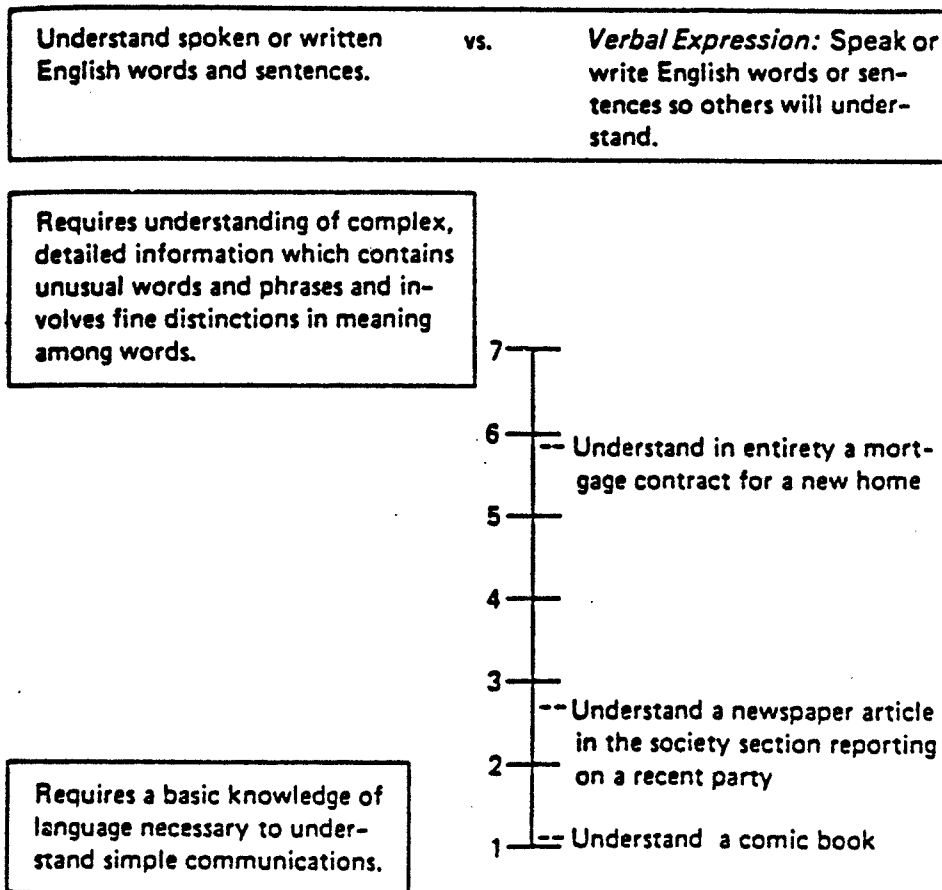 Understand spoken or written
English words and sentences.
vs.
Verbal Expression: Speak or
write English words or sen-
tences so others will under-
stand.
Requires understanding of complex,
detailed information which contains
unusual words and phrases and in-
volves fine distinctions in meaning
among words.
7
6
Understand in entirety a mort-
gage contract for a new home
5
4
3
Understand a newspaper article
in the society section reporting
on a recent party
2
Requires a basic knowledge of
language necessary to under-
stand simple communications.
1
Understand a comic book